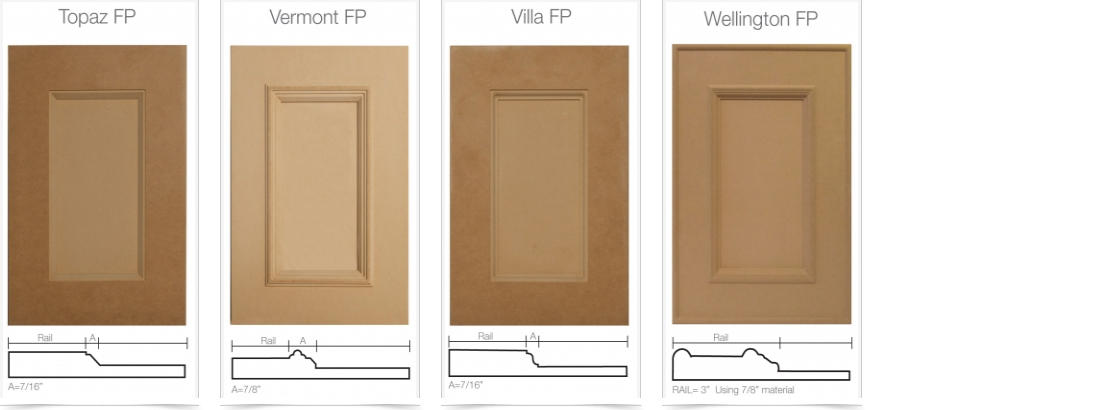 Topaz FP
Rail A
A=7/16"
Vermont FP
Rail A
A=7/8"
Villa FP
Rail A
A=7/16"
Wellington FP
Rail
RAIL= 3" Using 7/8" material